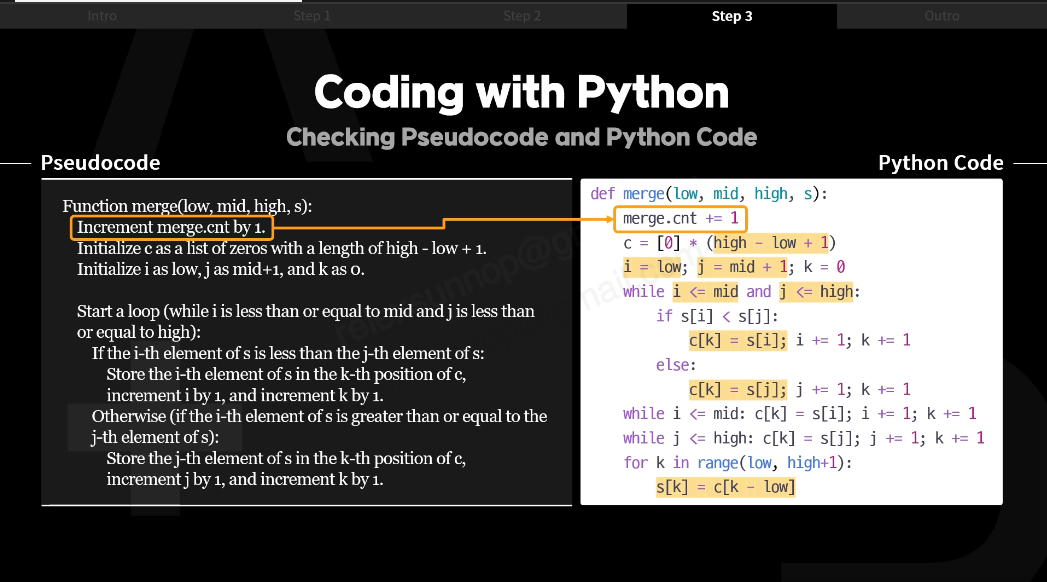 Intro
Step 1
Step 2
Step 3
Outro
Coding with Python
Checking Pseudocode and Python Code
Pseudocode
Function merge(low, mid, high, s):
Increment merge.cnt by 1.
Initialize c as a list of zeros with a length of high - low + 1.
Initialize i as low, j as mid+1, and k as 0.
Start a loop (while i is less than or equal to mid and j is less than
or equal to high):
If the i-th element of s is less than the j-th element of s:
Store the i-th element of s in the k-th position of c,
increment i by 1, and increment k by 1.
Otherwise (if the i-th element of s is greater than or equal to the
j-th element of s):
Store the j-th element of s in the k-th position of c,
increment j by 1, and increment k by 1.
Python Code
def merge(low, mid, high, s):
merge.cnt += 1
c = [0] * (high - low + 1)
i = low; j = mid + 1; k = 0
while i <= mid and j <= high:
if s[i] < s[j]:
c[k] = s[i]; i += 1; k += 1
else:
c[k] = s[j]; j += 1; k += 1
while i <= mid: c[k] = s[i]; i += 1; k += 1
while j <= high: c[k] = s[j]; j += 1; k += 1
for k in range(low, high+1):
s[k] = c[k - low]